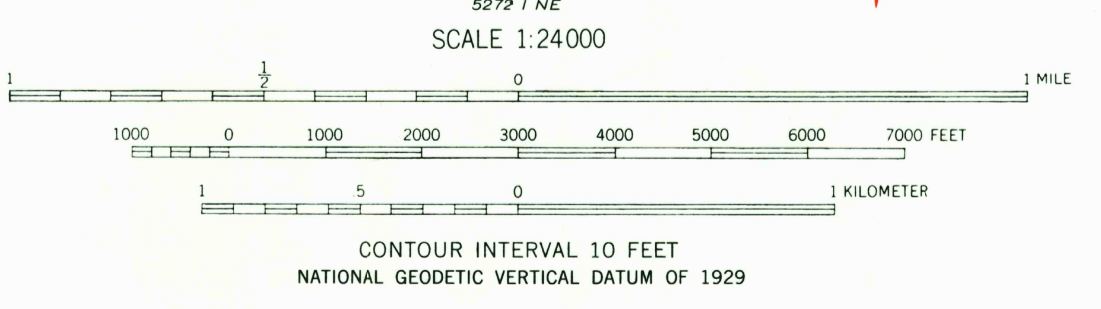 5272 I NE
SCALE 1:24000
1 1/2 0 1 MILE
1000 0 1000 2000 3000 4000 5000 6000 7000 FEET
1 .5 0 1 KILOMETER
CONTOUR INTERVAL 10 FEET
NATIONAL GEODETIC VERTICAL DATUM OF 1929